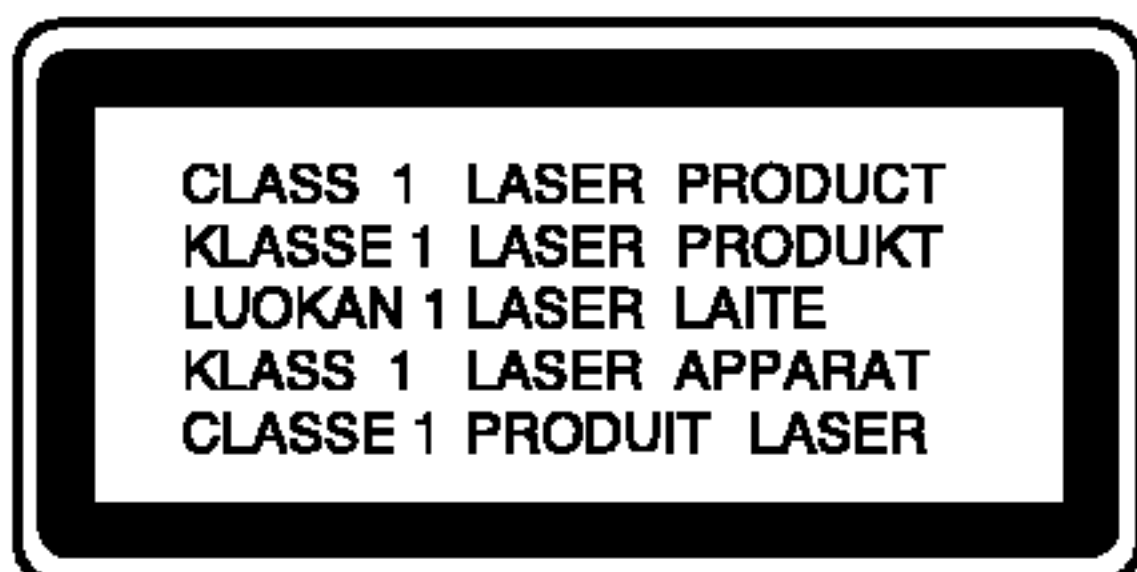 CLASS 1 LASER PRODUCT
KLASSE 1 LASER PRODUKT
LUOKAN 1 LASER LAITE
KLASS 1 LASER APPARAT
CLASSE 1 PRODUIT LASER